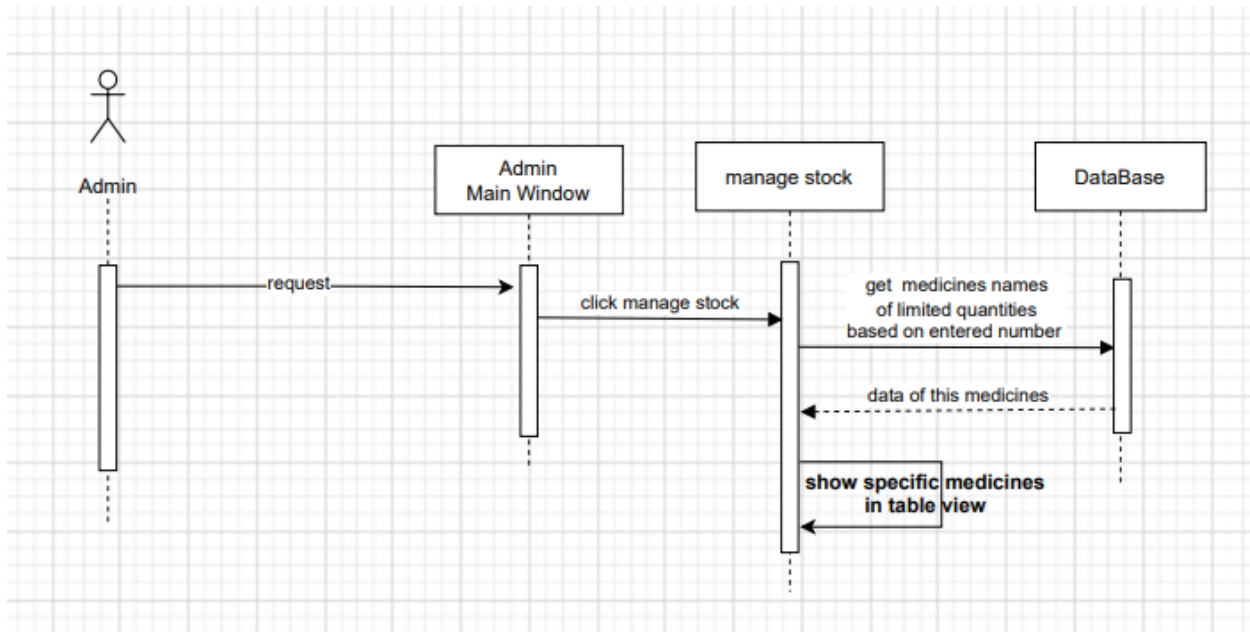 Admin
Admin
Main Window
manage stock
DataBase
request
click manage stock
get medicines names
of limited quantities
based on entered number
data of this medicines
show specific medicines
in table view